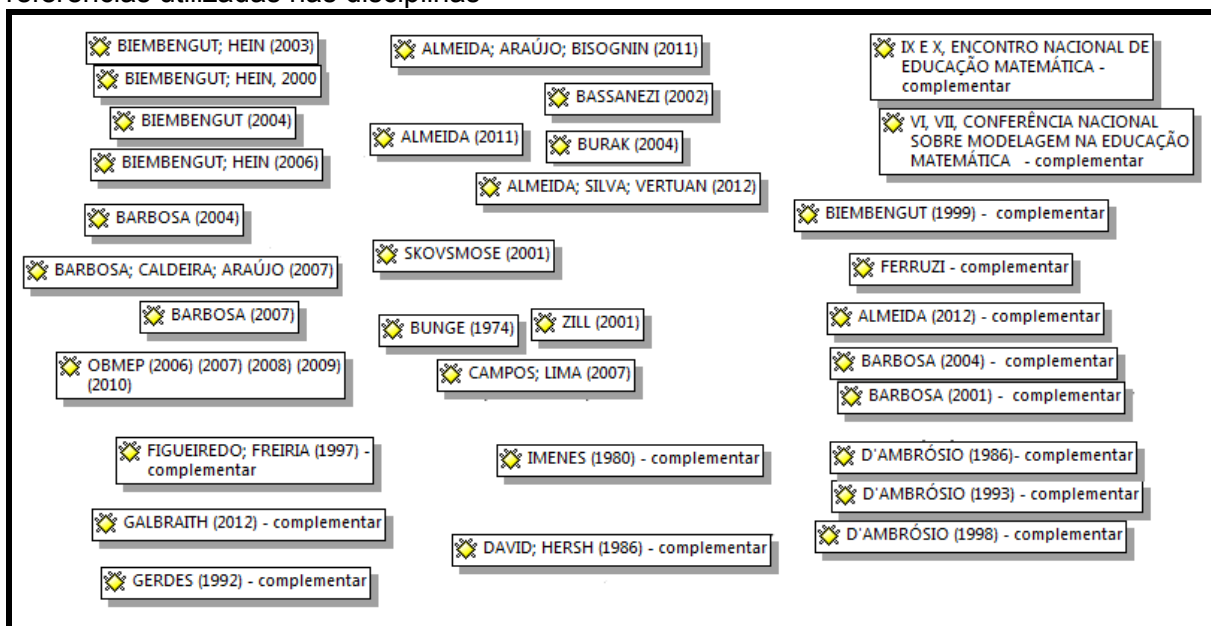 referências utilizadas nas disciplinas
BIEMBENGUT; HEIN (2003)
BIEMBENGUT; HEIN, 2000
BIEMBENGUT (2004)
BIEMBENGUT; HEIN (2006)
BARBOSA (2004)
BARBOSA; CALDEIRA; ARAÚJO (2007)
BARBOSA (2007)
OBMEP (2006) (2007) (2008) (2009)
(2010)
FIGUEIREDO; FREIRIA (1997) -
complementar
GALBRAITH (2012) - complementar
GERDES (1992) - complementar
ALMEIDA; ARAÚJO; BISOGNIN (2011)
BASSANEZI (2002)
ALMEIDA (2011)
BURAK (2004)
ALMEIDA; SILVA; VERTUAN (2012)
SKOVSMOSE (2001)
BUNGE (1974)
ZILL (2001)
CAMPOS; LIMA (2007)
IMENES (1980) - complementar
DAVID; HERSH (1986) - complementar
IX E X, ENCONTRO NACIONAL DE
EDUCAÇÃO MATEMÁTICA -
complementar
VI, VII, CONFERÊNCIA NACIONAL
SOBRE MODELAGEM NA EDUCAÇÃO
MATEMÁTICA - complementar
BIEMBENGUT (1999) - complementar
FERRUZI - complementar
ALMEIDA (2012) - complementar
BARBOSA (2004) - complementar
BARBOSA (2001) - complementar
D'AMBRÓSIO (1986)- complementar
D'AMBRÓSIO (1993) - complementar
D'AMBRÓSIO (1998) - complementar